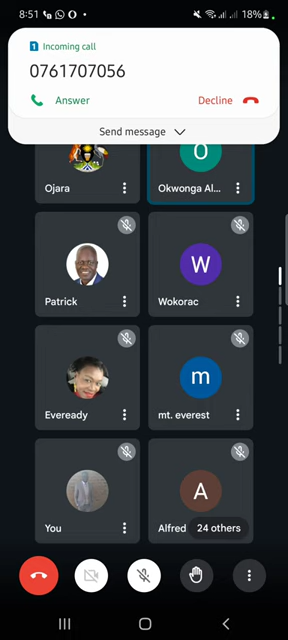 8:51
18%
1 Incoming call
0761707056
Answer
Decline
Send message
Ojara
O
Okwonga Al...
Patrick
W
Wokorac
Eveready
m
mt. everest
You
A
Alfred
24 others